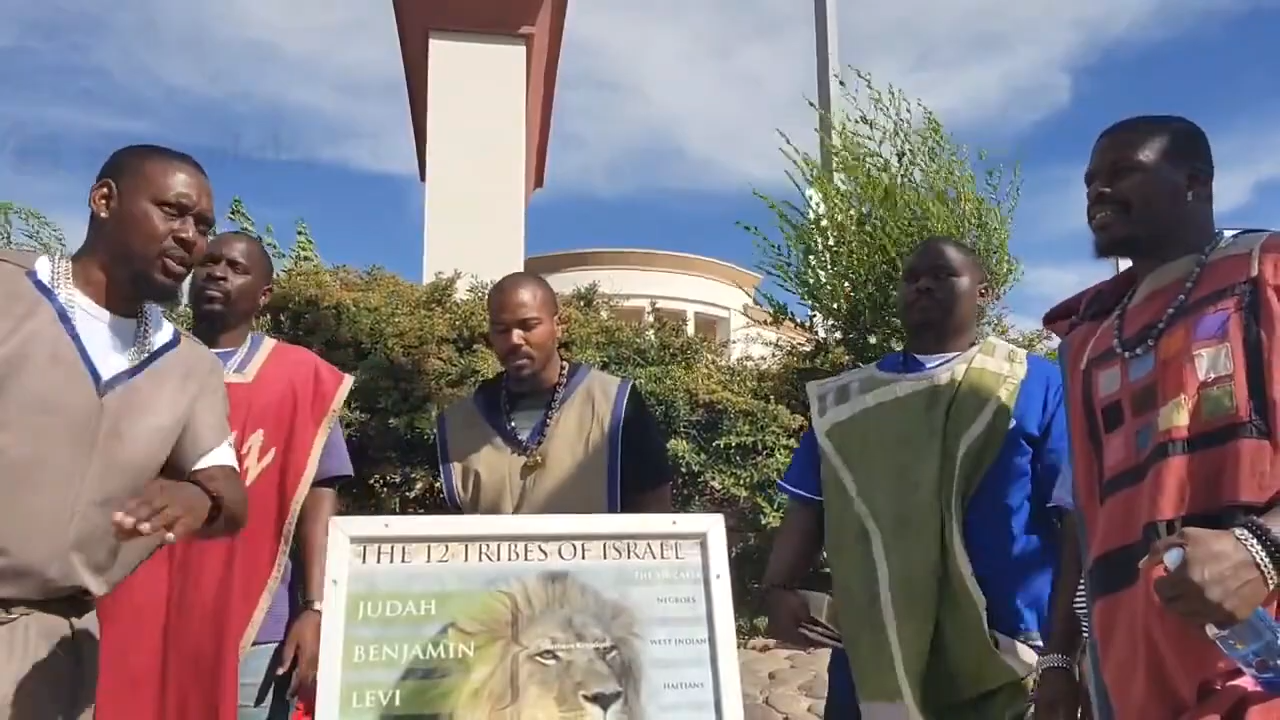 THE 12 TRIBES OF ISRAEL
JUDAH
NEGROES
BENJAMIN
WEST INDIAN
LEVI
HAITIANS